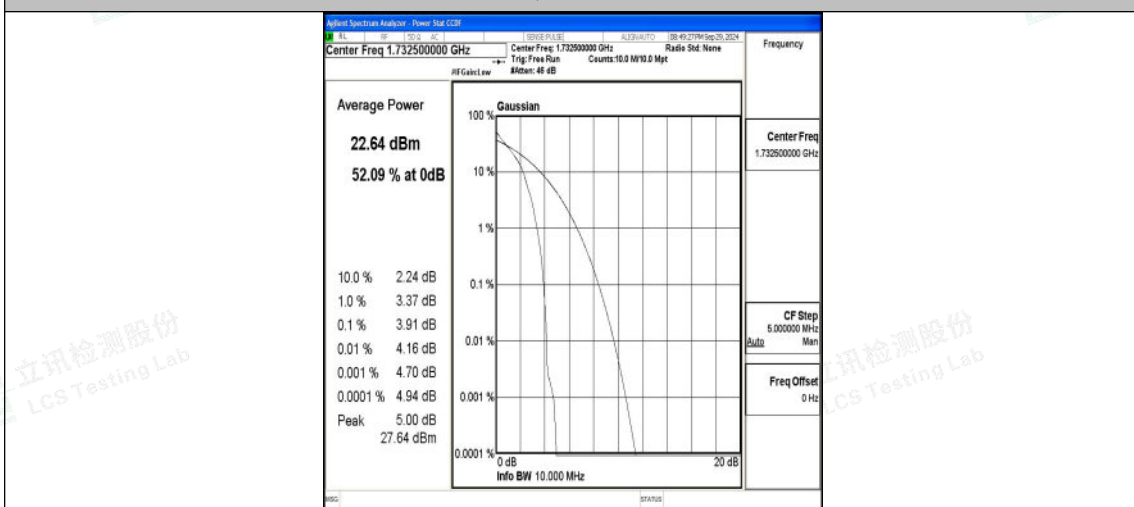 Agilent Spectrum Analyzer - Power Stat CCDF
RL RF 50 Ω AC SENSE:PULSE ALIGNAUTO 08:49:27PM Sep 29, 2024
Center Freq 1.732500000 GHz
Center Freq: 1.732500000 GHz Radio Std: None
Trig: Free Run Counts:10.0 M/10.0 Mpt
#IFGain:Low #Atten: 46 dB
Frequency
Average Power
22.64 dBm
52.09 % at 0dB
10.0 % 2.24 dB
1.0 % 3.37 dB
0.1 % 3.91 dB
0.01 % 4.16 dB
0.001 % 4.70 dB
0.0001 % 4.94 dB
Peak 5.00 dB
27.64 dBm
Gaussian
100 %
10 %
1 %
0.1 %
0.01 %
0.001 %
0.0001 %
0 dB 20 dB
Info BW 10.000 MHz
Center Freq
1.732500000 GHz
CF Step
5.000000 MHz
Auto Man
Freq Offset
0 Hz
MSG STATUS
立讯检测股份
LCS Testing Lab
立讯检测股份
LCS Testing Lab